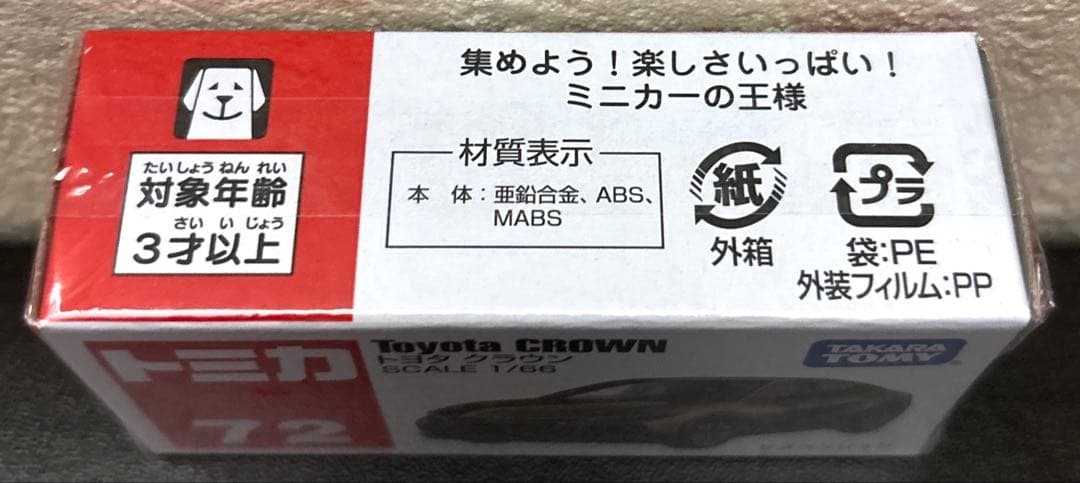 集めよう！楽しさいっぱい！
ミニカーの王様
たいしょうねんれい
対象年齢
さいいじょう
3才以上
材質表示
本　体：亜鉛合金、ABS、
MABS
紙
外箱
プラ
袋:PE
外装フィルム:PP
トミカ
72
Toyota CROWN
トヨタ クラウン
SCALE 1/66
TAKARA
TOMY